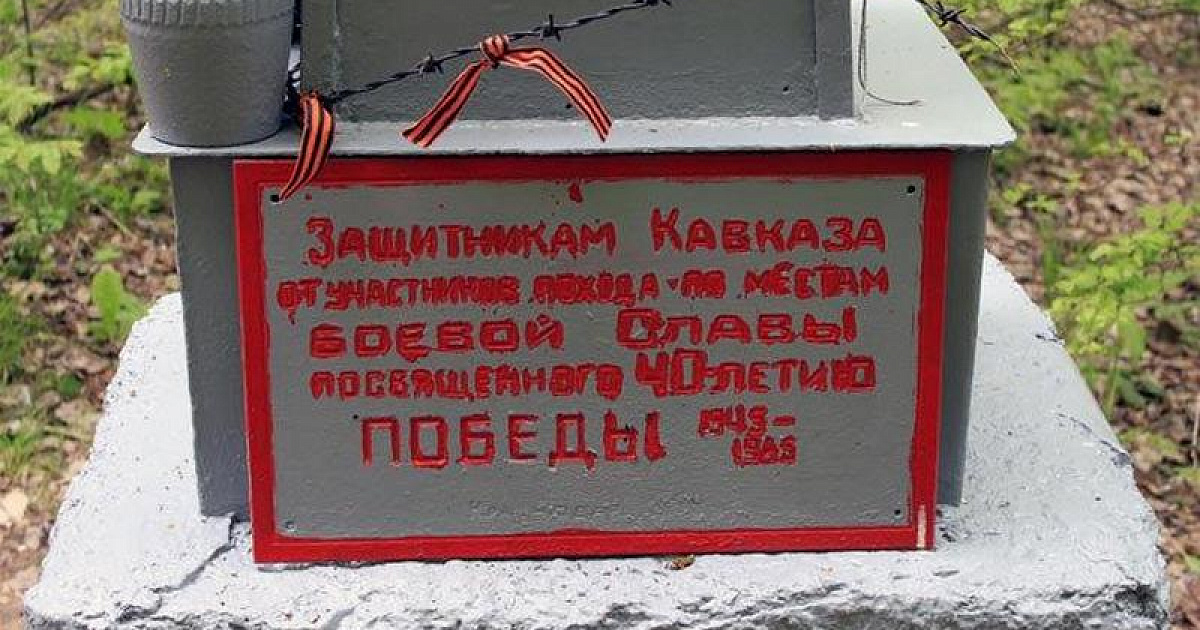 Защитникам Кавказа
от участников похода по местам
боевой Славы
посвященного 40-летию
ПОБЕДЫ 1945-
1985